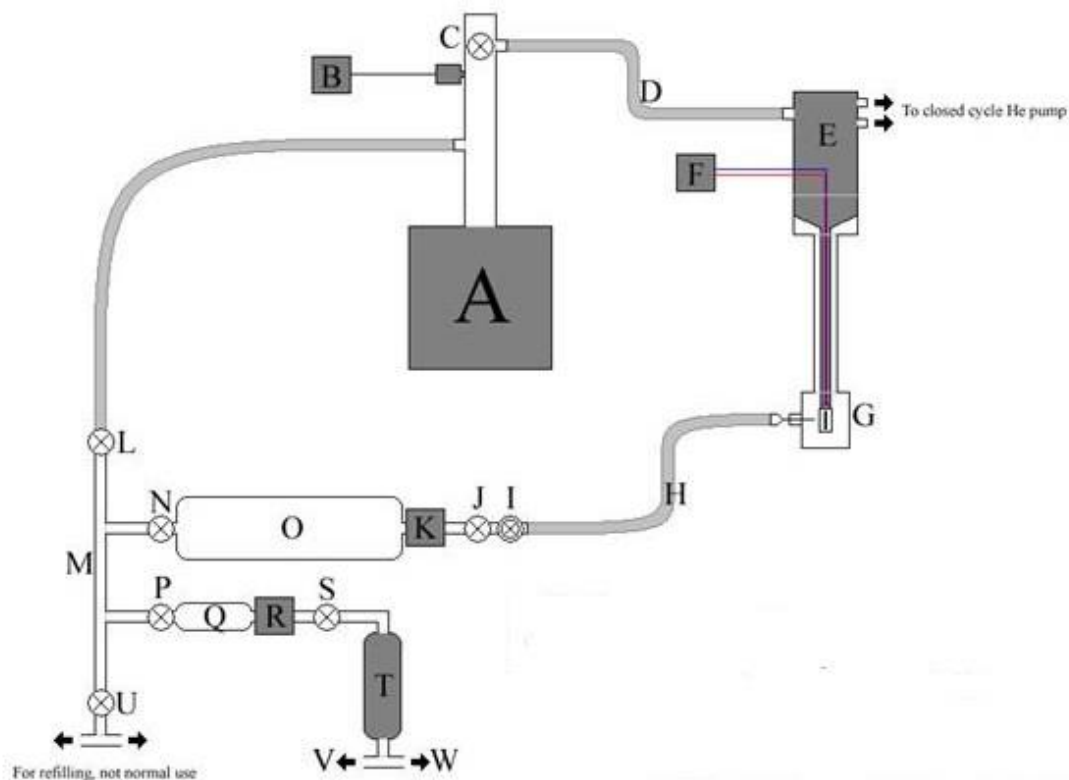 C
B
D
To closed cycle He pump
E
F
A
G
L
H
N
J
I
O
K
M
P
S
Q
R
T
U
V
W
For refilling, not normal use